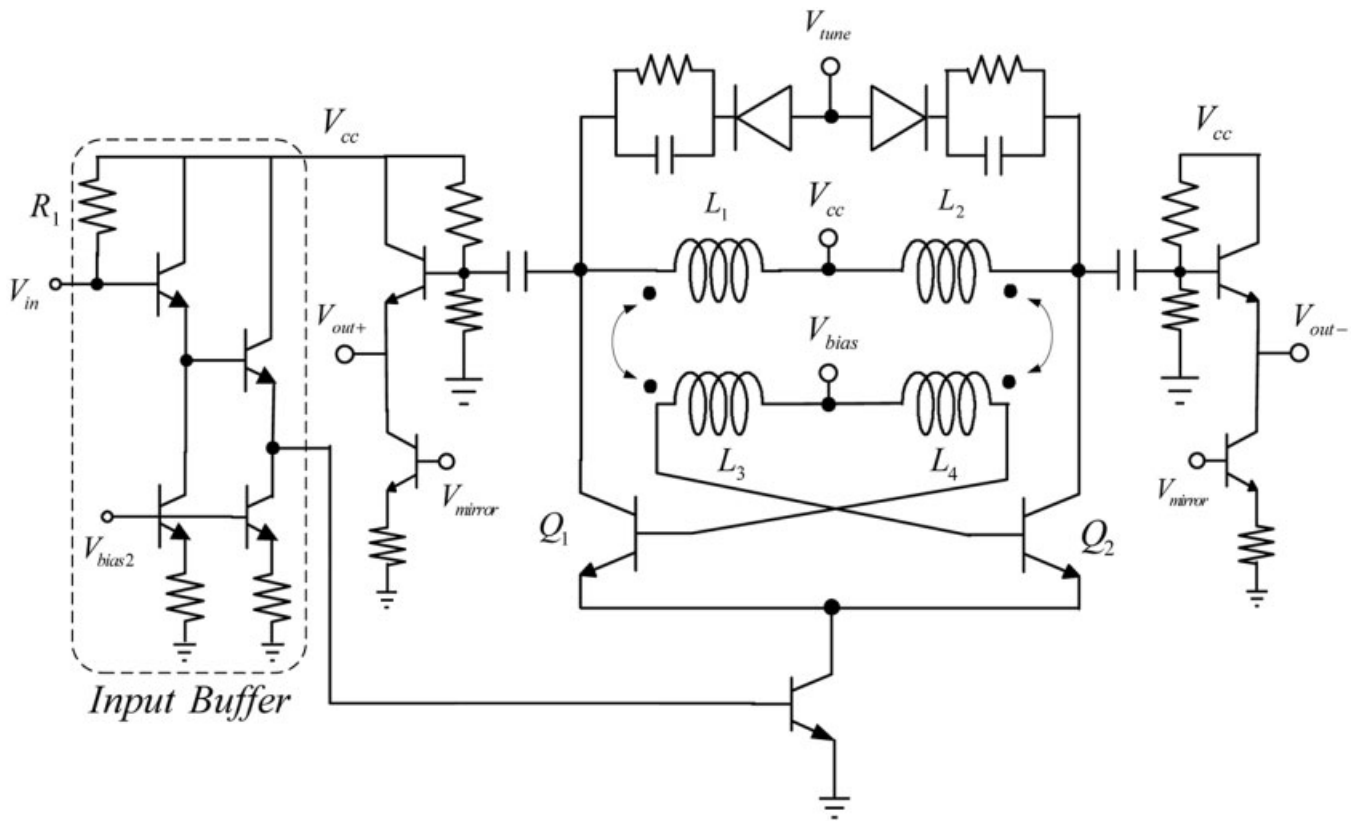 V_tune
V_cc
V_cc
R_1
L_1
V_cc
L_2
V_in
V_out+
V_bias
V_out-
L_3
L_4
V_mirror
V_mirror
V_bias2
Q_1
Q_2
Input Buffer